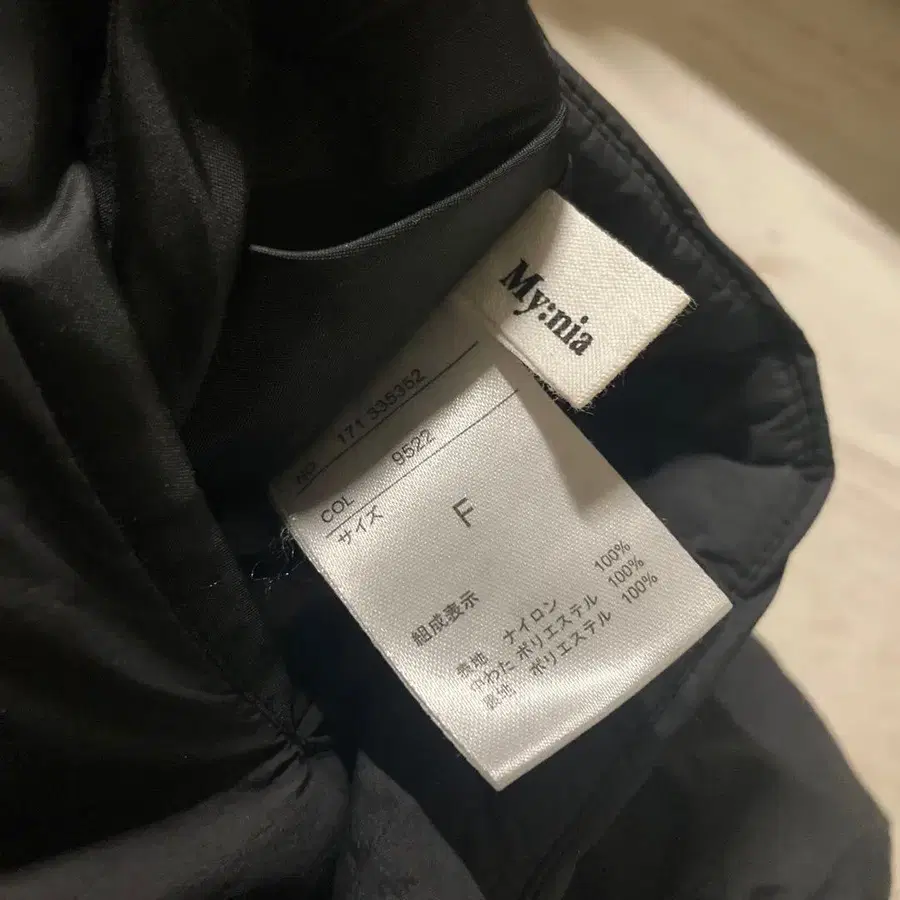 My:nia
NO 171 335352
COL 9522
サイズ F
組成表示
表地 ナイロン 100%
中わた ポリエステル 100%
裏地 ポリエステル 100%